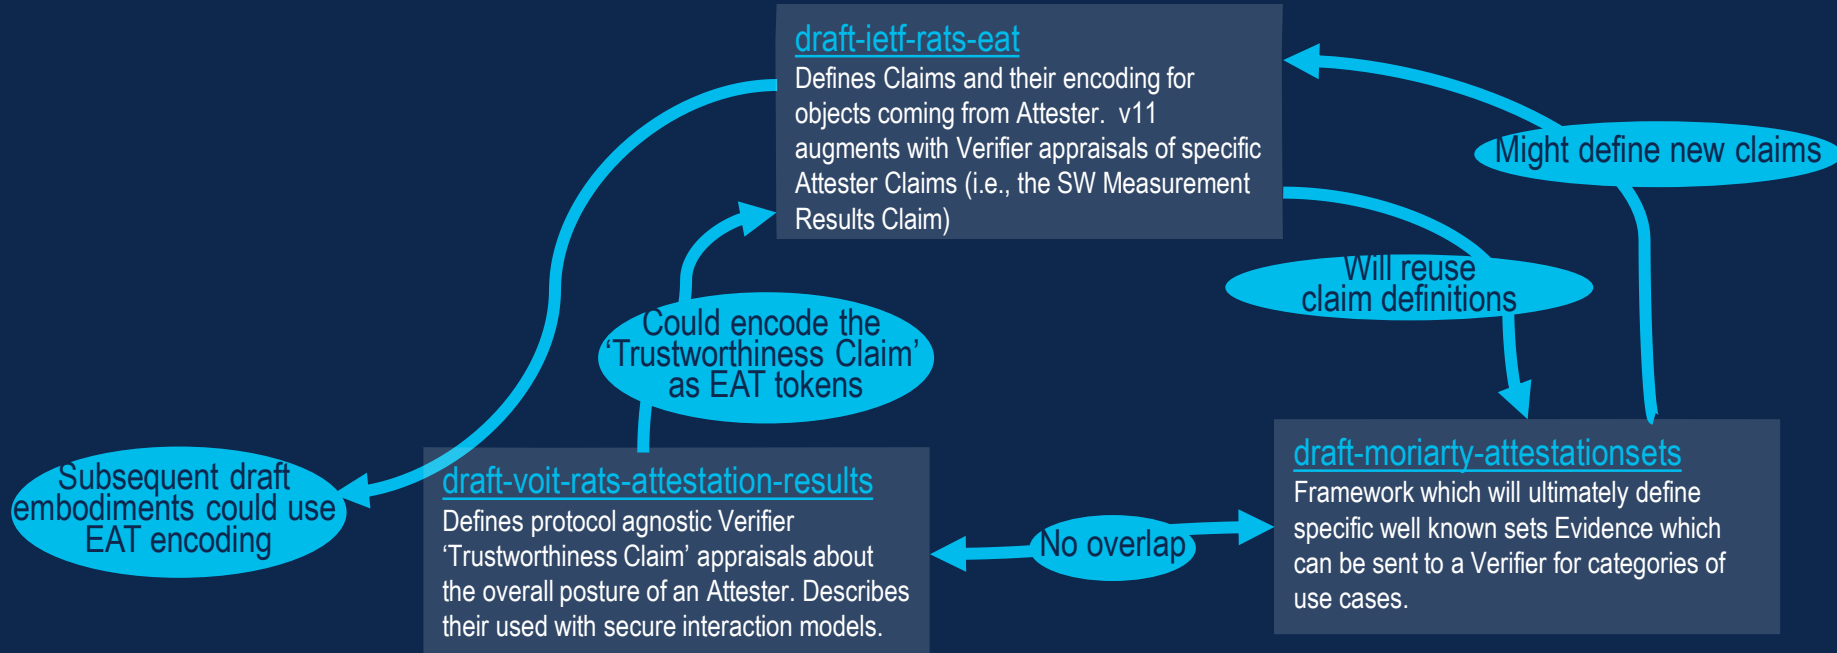 draft-ietf-rats-eat
Defines Claims and their encoding for
objects coming from Attester.  v11
augments with Verifier appraisals of specific
Attester Claims (i.e., the SW Measurement
Results Claim)
Might define new claims
Will reuse
claim definitions
Could encode the
‘Trustworthiness Claim’
as EAT tokens
Subsequent draft
embodiments could use
EAT encoding
draft-voit-rats-attestation-results
Defines protocol agnostic Verifier
‘Trustworthiness Claim’ appraisals about
the overall posture of an Attester. Describes
their used with secure interaction models.
No overlap
draft-moriarty-attestationsets
Framework which will ultimately define
specific well known sets Evidence which
can be sent to a Verifier for categories of
use cases.